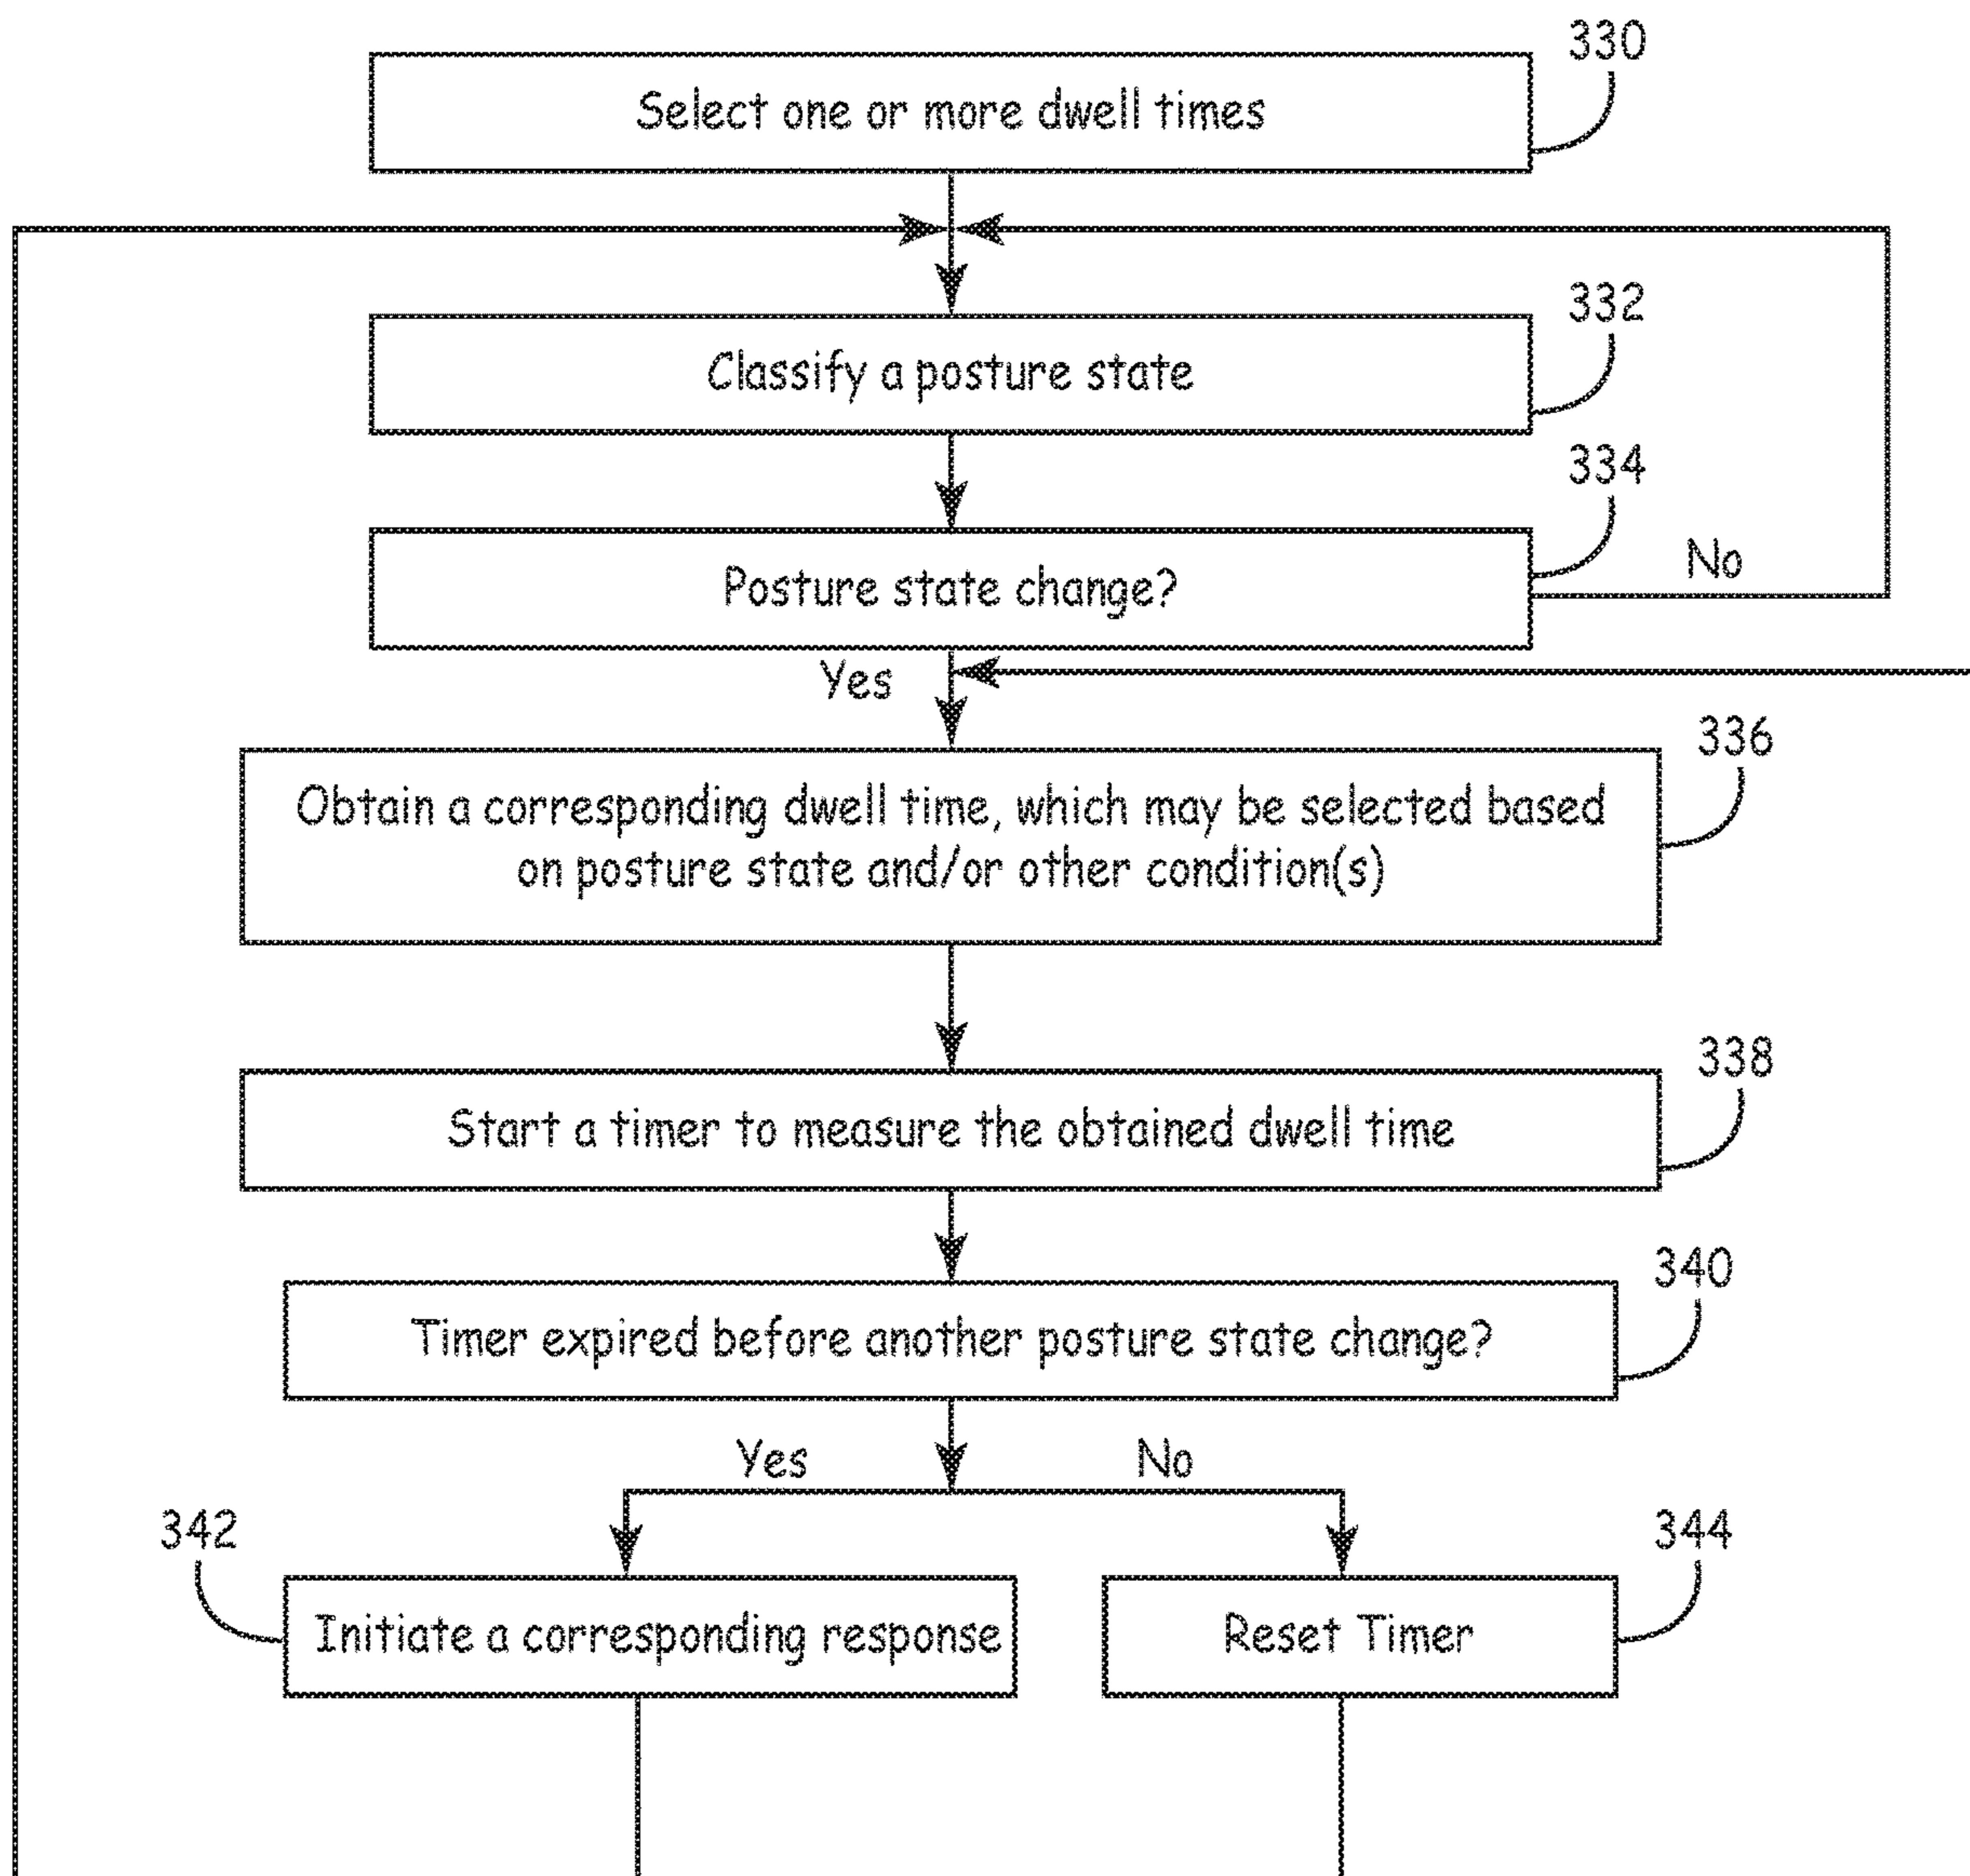 330
Select one or more dwell times
332
Classify a posture state
334
Posture state change?
No
Yes
336
Obtain a corresponding dwell time, which may be selected based
on posture state and/or other condition(s)
338
Start a timer to measure the obtained dwell time
340
Timer expired before another posture state change?
Yes
No
342
344
Initiate a corresponding response
Reset Timer